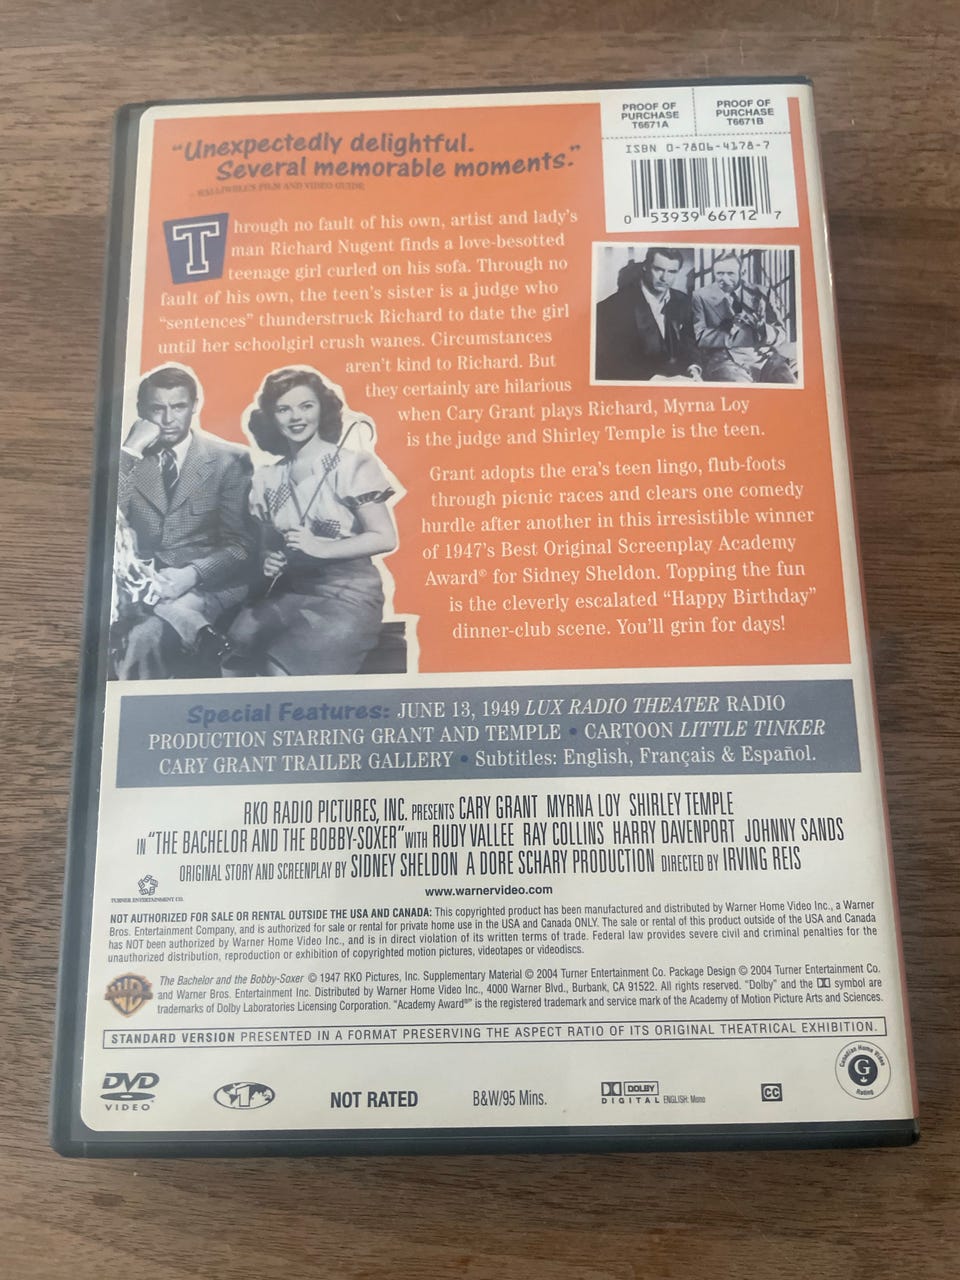 PROOF OF PURCHASE T6671A
PROOF OF PURCHASE T6671B
ISBN 0-7806-4178-7
0 53939 66712 7
"Unexpectedly delightful.
Several memorable moments."
– HALLIWELL'S FILM AND VIDEO GUIDE
Through no fault of his own, artist and lady's
man Richard Nugent finds a love-besotted
teenage girl curled on his sofa. Through no
fault of his own, the teen's sister is a judge who
"sentences" thunderstruck Richard to date the girl
until her schoolgirl crush wanes. Circumstances
aren't kind to Richard. But
they certainly are hilarious
when Cary Grant plays Richard, Myrna Loy
is the judge and Shirley Temple is the teen.
Grant adopts the era's teen lingo, flub-foots
through picnic races and clears one comedy
hurdle after another in this irresistible winner
of 1947's Best Original Screenplay Academy
Award® for Sidney Sheldon. Topping the fun
is the cleverly escalated "Happy Birthday"
dinner-club scene. You'll grin for days!
Special Features: JUNE 13, 1949 LUX RADIO THEATER RADIO
PRODUCTION STARRING GRANT AND TEMPLE • CARTOON LITTLE TINKER
CARY GRANT TRAILER GALLERY • Subtitles: English, Français & Español.
RKO RADIO PICTURES, INC. PRESENTS CARY GRANT MYRNA LOY SHIRLEY TEMPLE
IN "THE BACHELOR AND THE BOBBY-SOXER" WITH RUDY VALLEE RAY COLLINS HARRY DAVENPORT JOHNNY SANDS
ORIGINAL STORY AND SCREENPLAY BY SIDNEY SHELDON A DORE SCHARY PRODUCTION DIRECTED BY IRVING REIS
TURNER ENTERTAINMENT CO.
www.warnervideo.com
NOT AUTHORIZED FOR SALE OR RENTAL OUTSIDE THE USA AND CANADA: This copyrighted product has been manufactured and distributed by Warner Home Video Inc., a Warner
Bros. Entertainment Company, and is authorized for sale or rental for private home use in the USA and Canada ONLY. The sale or rental of this product outside of the USA and Canada
has NOT been authorized by Warner Home Video Inc., and is in direct violation of its written terms of trade. Federal law provides severe civil and criminal penalties for the
unauthorized distribution, reproduction or exhibition of copyrighted motion pictures, videotapes or videodiscs.
The Bachelor and the Bobby-Soxer © 1947 RKO Pictures, Inc. Supplementary Material © 2004 Turner Entertainment Co. Package Design © 2004 Turner Entertainment Co.
and Warner Bros. Entertainment Inc. Distributed by Warner Home Video Inc., 4000 Warner Blvd., Burbank, CA 91522. All rights reserved. "Dolby" and the DD symbol are
trademarks of Dolby Laboratories Licensing Corporation. "Academy Award®" is the registered trademark and service mark of the Academy of Motion Picture Arts and Sciences.
STANDARD VERSION PRESENTED IN A FORMAT PRESERVING THE ASPECT RATIO OF ITS ORIGINAL THEATRICAL EXHIBITION.
DVD
VIDEO
1
NOT RATED
B&W/95 Mins.
DOLBY
DIGITAL ENGLISH: Mono
CC
Canadian Home Video
G
Rating